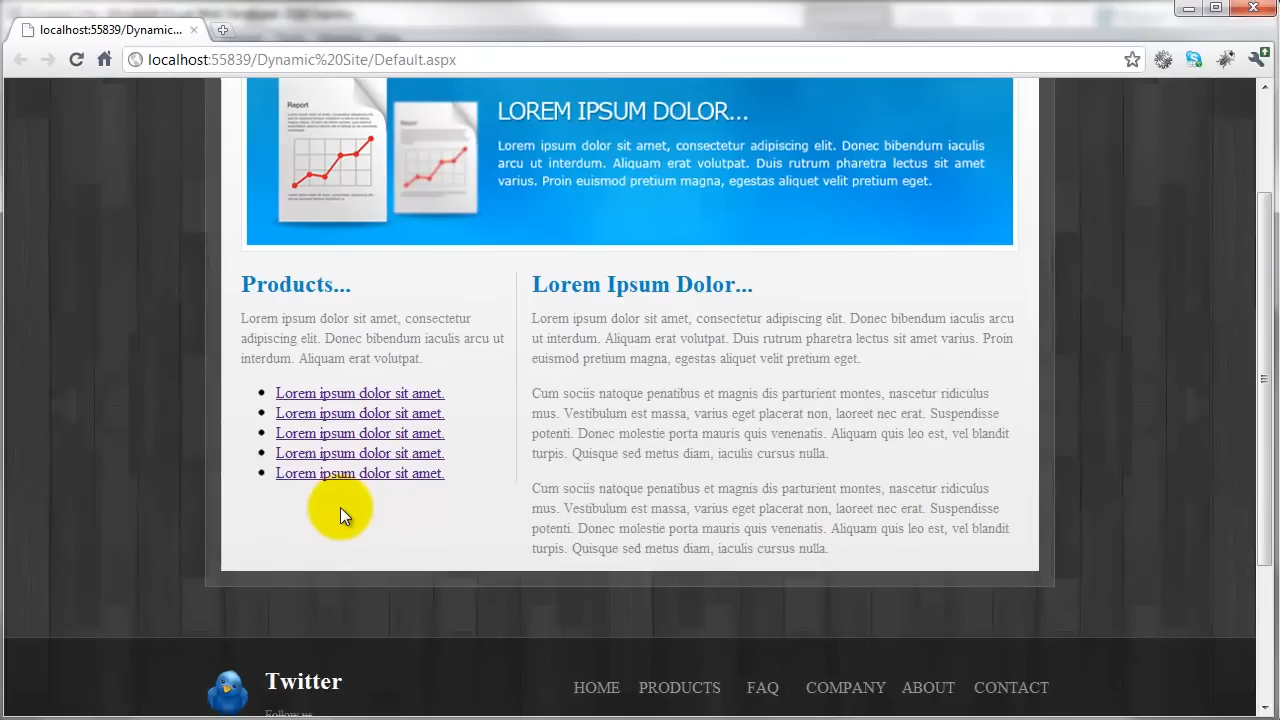 localhost:55839/Dynamic...
localhost:55839/Dynamic%20Site/Default.aspx
Report
Report
LOREM IPSUM DOLOR...
Lorem ipsum dolor sit amet, consectetur adipiscing elit. Donec bibendum iaculis
arcu ut interdum. Aliquam erat volutpat. Duis rutrum pharetra lectus sit amet
varius. Proin euismod pretium magna, egestas aliquet velit pretium eget.
Products...
Lorem ipsum dolor sit amet, consectetur
adipiscing elit. Donec bibendum iaculis arcu ut
interdum. Aliquam erat volutpat.
Lorem ipsum dolor sit amet.
Lorem ipsum dolor sit amet.
Lorem ipsum dolor sit amet.
Lorem ipsum dolor sit amet.
Lorem ipsum dolor sit amet.
Lorem Ipsum Dolor...
Lorem ipsum dolor sit amet, consectetur adipiscing elit. Donec bibendum iaculis arcu
ut interdum. Aliquam erat volutpat. Duis rutrum pharetra lectus sit amet varius. Proin
euismod pretium magna, egestas aliquet velit pretium eget.
Cum sociis natoque penatibus et magnis dis parturient montes, nascetur ridiculus
mus. Vestibulum est massa, varius eget placerat non, laoreet nec erat. Suspendisse
potenti. Donec molestie porta mauris quis venenatis. Aliquam quis leo est, vel blandit
turpis. Quisque sed metus diam, iaculis cursus nulla.
Cum sociis natoque penatibus et magnis dis parturient montes, nascetur ridiculus
mus. Vestibulum est massa, varius eget placerat non, laoreet nec erat. Suspendisse
potenti. Donec molestie porta mauris quis venenatis. Aliquam quis leo est, vel blandit
turpis. Quisque sed metus diam, iaculis cursus nulla.
Twitter
Follow us
HOME PRODUCTS FAQ COMPANY ABOUT CONTACT